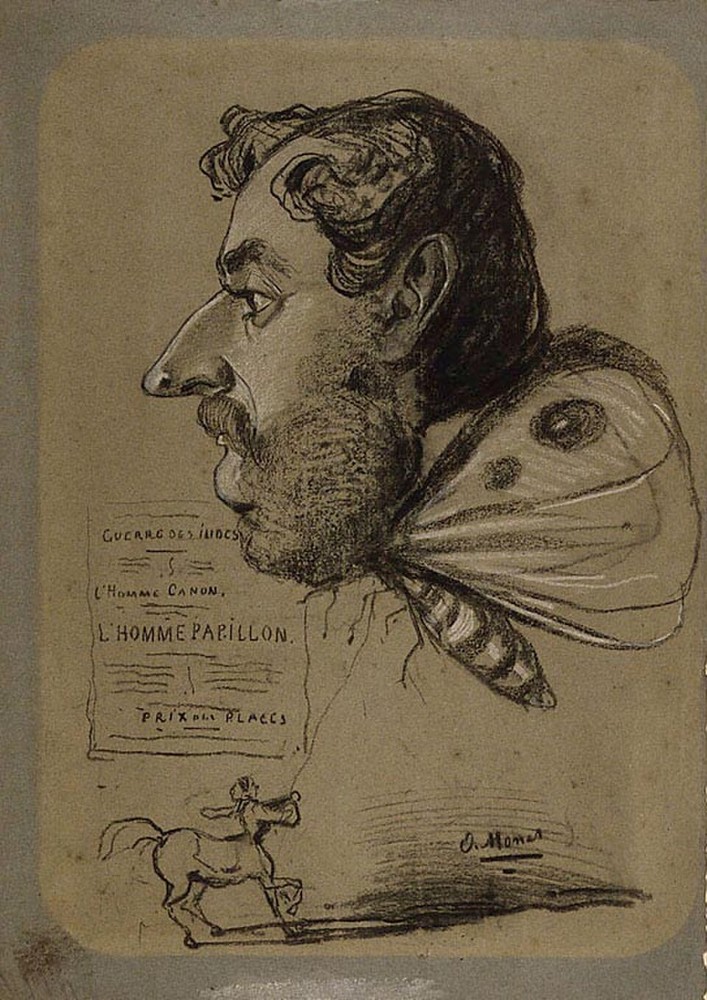 GUERRE DES INDES
L'HOMME CANON.
L'HOMME PAPILLON.
PRIX DES PLACES
O. Monet